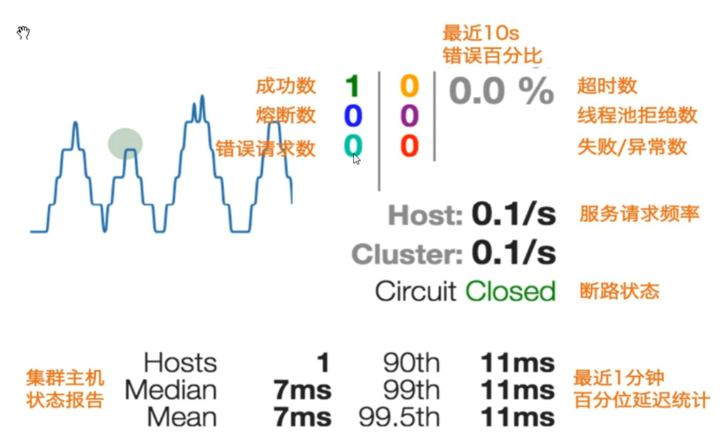 最近10s
错误百分比
成功数 1 0 0.0 % 超时数
熔断数 0 0 线程池拒绝数
错误请求数 0 0 失败/异常数
Host: 0.1/s 服务请求频率
Cluster: 0.1/s
Circuit Closed 断路状态
Hosts 1 90th 11ms
集群主机 最近1分钟
Median 7ms 99th 11ms
状态报告 百分位延迟统计
Mean 7ms 99.5th 11ms